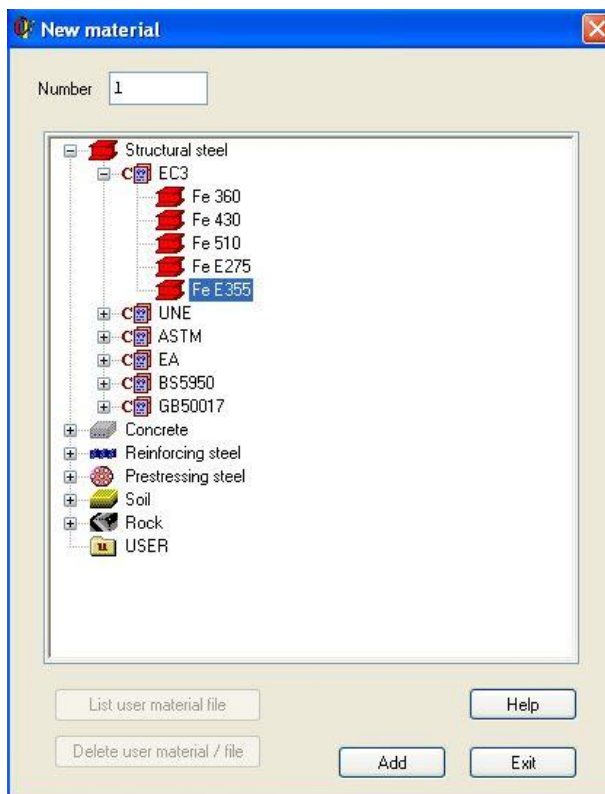 New material
Number 1
Structural steel
EC3
Fe 360
Fe 430
Fe 510
Fe E275
Fe E355
UNE
ASTM
EA
BS5950
GB50017
Concrete
Reinforcing steel
Prestressing steel
Soil
Rock
USER
List user material file
Help
Delete user material / file
Add
Exit